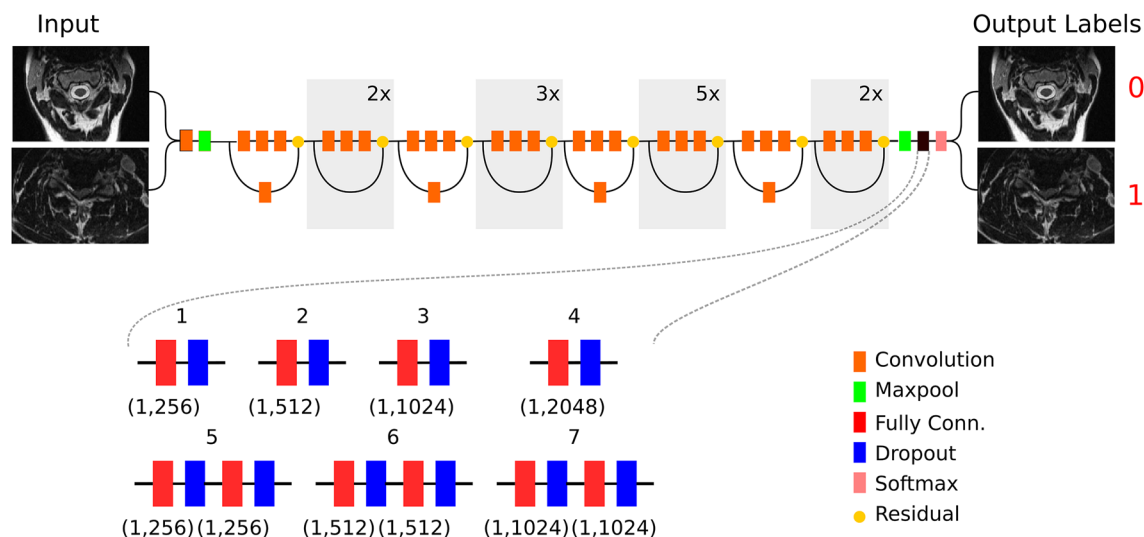 Input
Output Labels
2x
3x
5x
2x
0
1
1
2
3
4
(1,256)
(1,512)
(1,1024)
(1,2048)
5
6
7
(1,256)(1,256)
(1,512)(1,512)
(1,1024)(1,1024)
Convolution
Maxpool
Fully Conn.
Dropout
Softmax
Residual